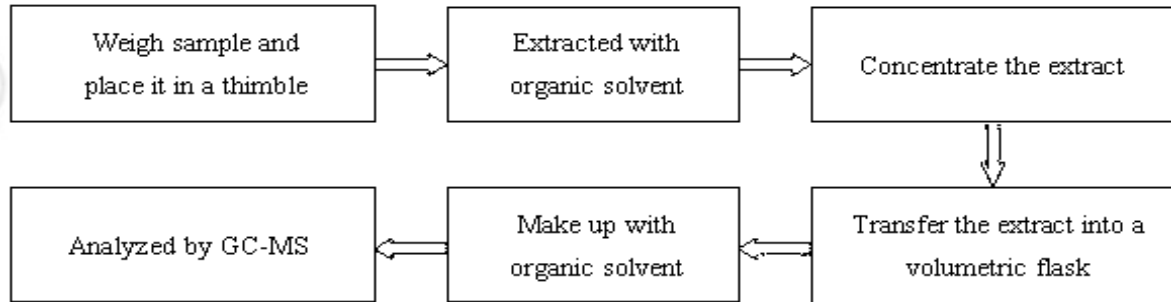 Weigh sample and
place it in a thimble
Extracted with
organic solvent
Concentrate the extract
Transfer the extract into a
volumetric flask
Make up with
organic solvent
Analyzed by GC-MS